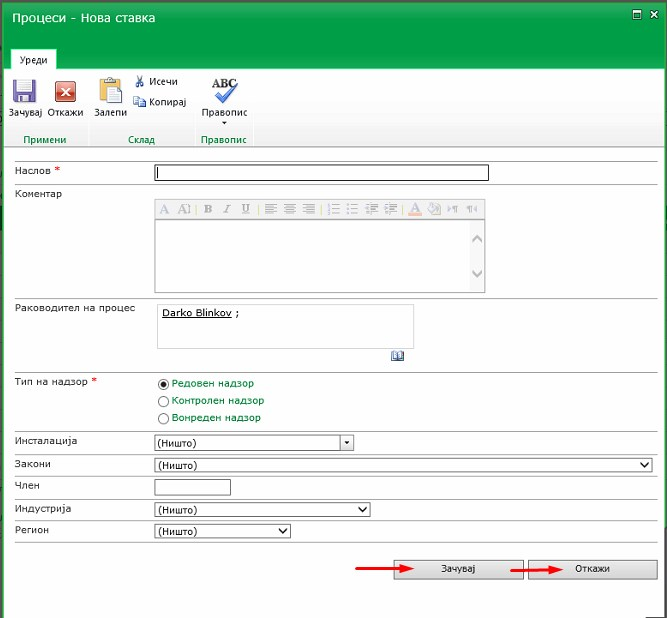 Процеси - Нова ставка
Уреди
Зачувај Откажи Залепи Исечи Копирај ABC Правопис
Примени Склад Правопис
Наслов *
Коментар
A A B I U A
Раководител на процес Darko Blinkov ;
Тип на надзор * Редовен надзор
Контролен надзор
Вонреден надзор
Инсталација (Ништо)
Закони (Ништо)
Член
Индустрија (Ништо)
Регион (Ништо)
Зачувај Откажи